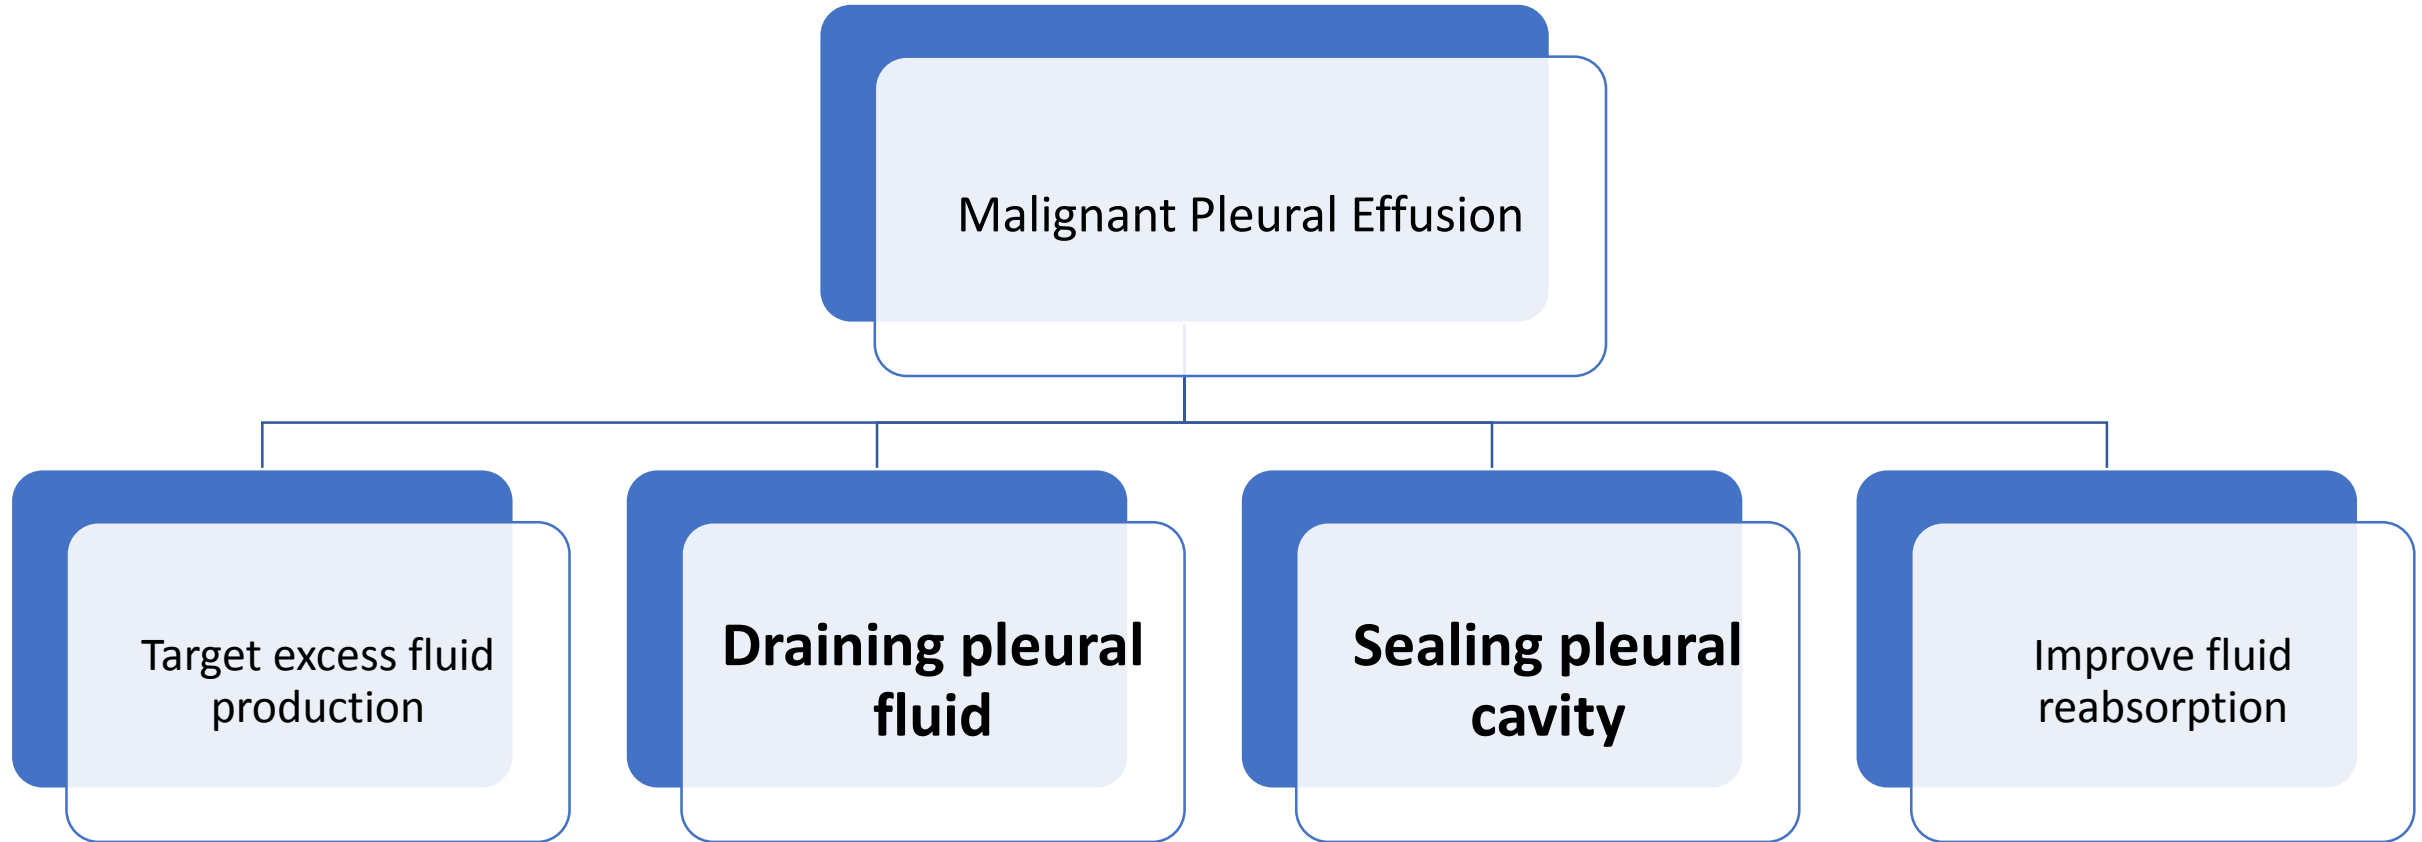 Malignant Pleural Effusion
Target excess fluid
production
Draining pleural
fluid
Sealing pleural
cavity
Improve fluid
reabsorption